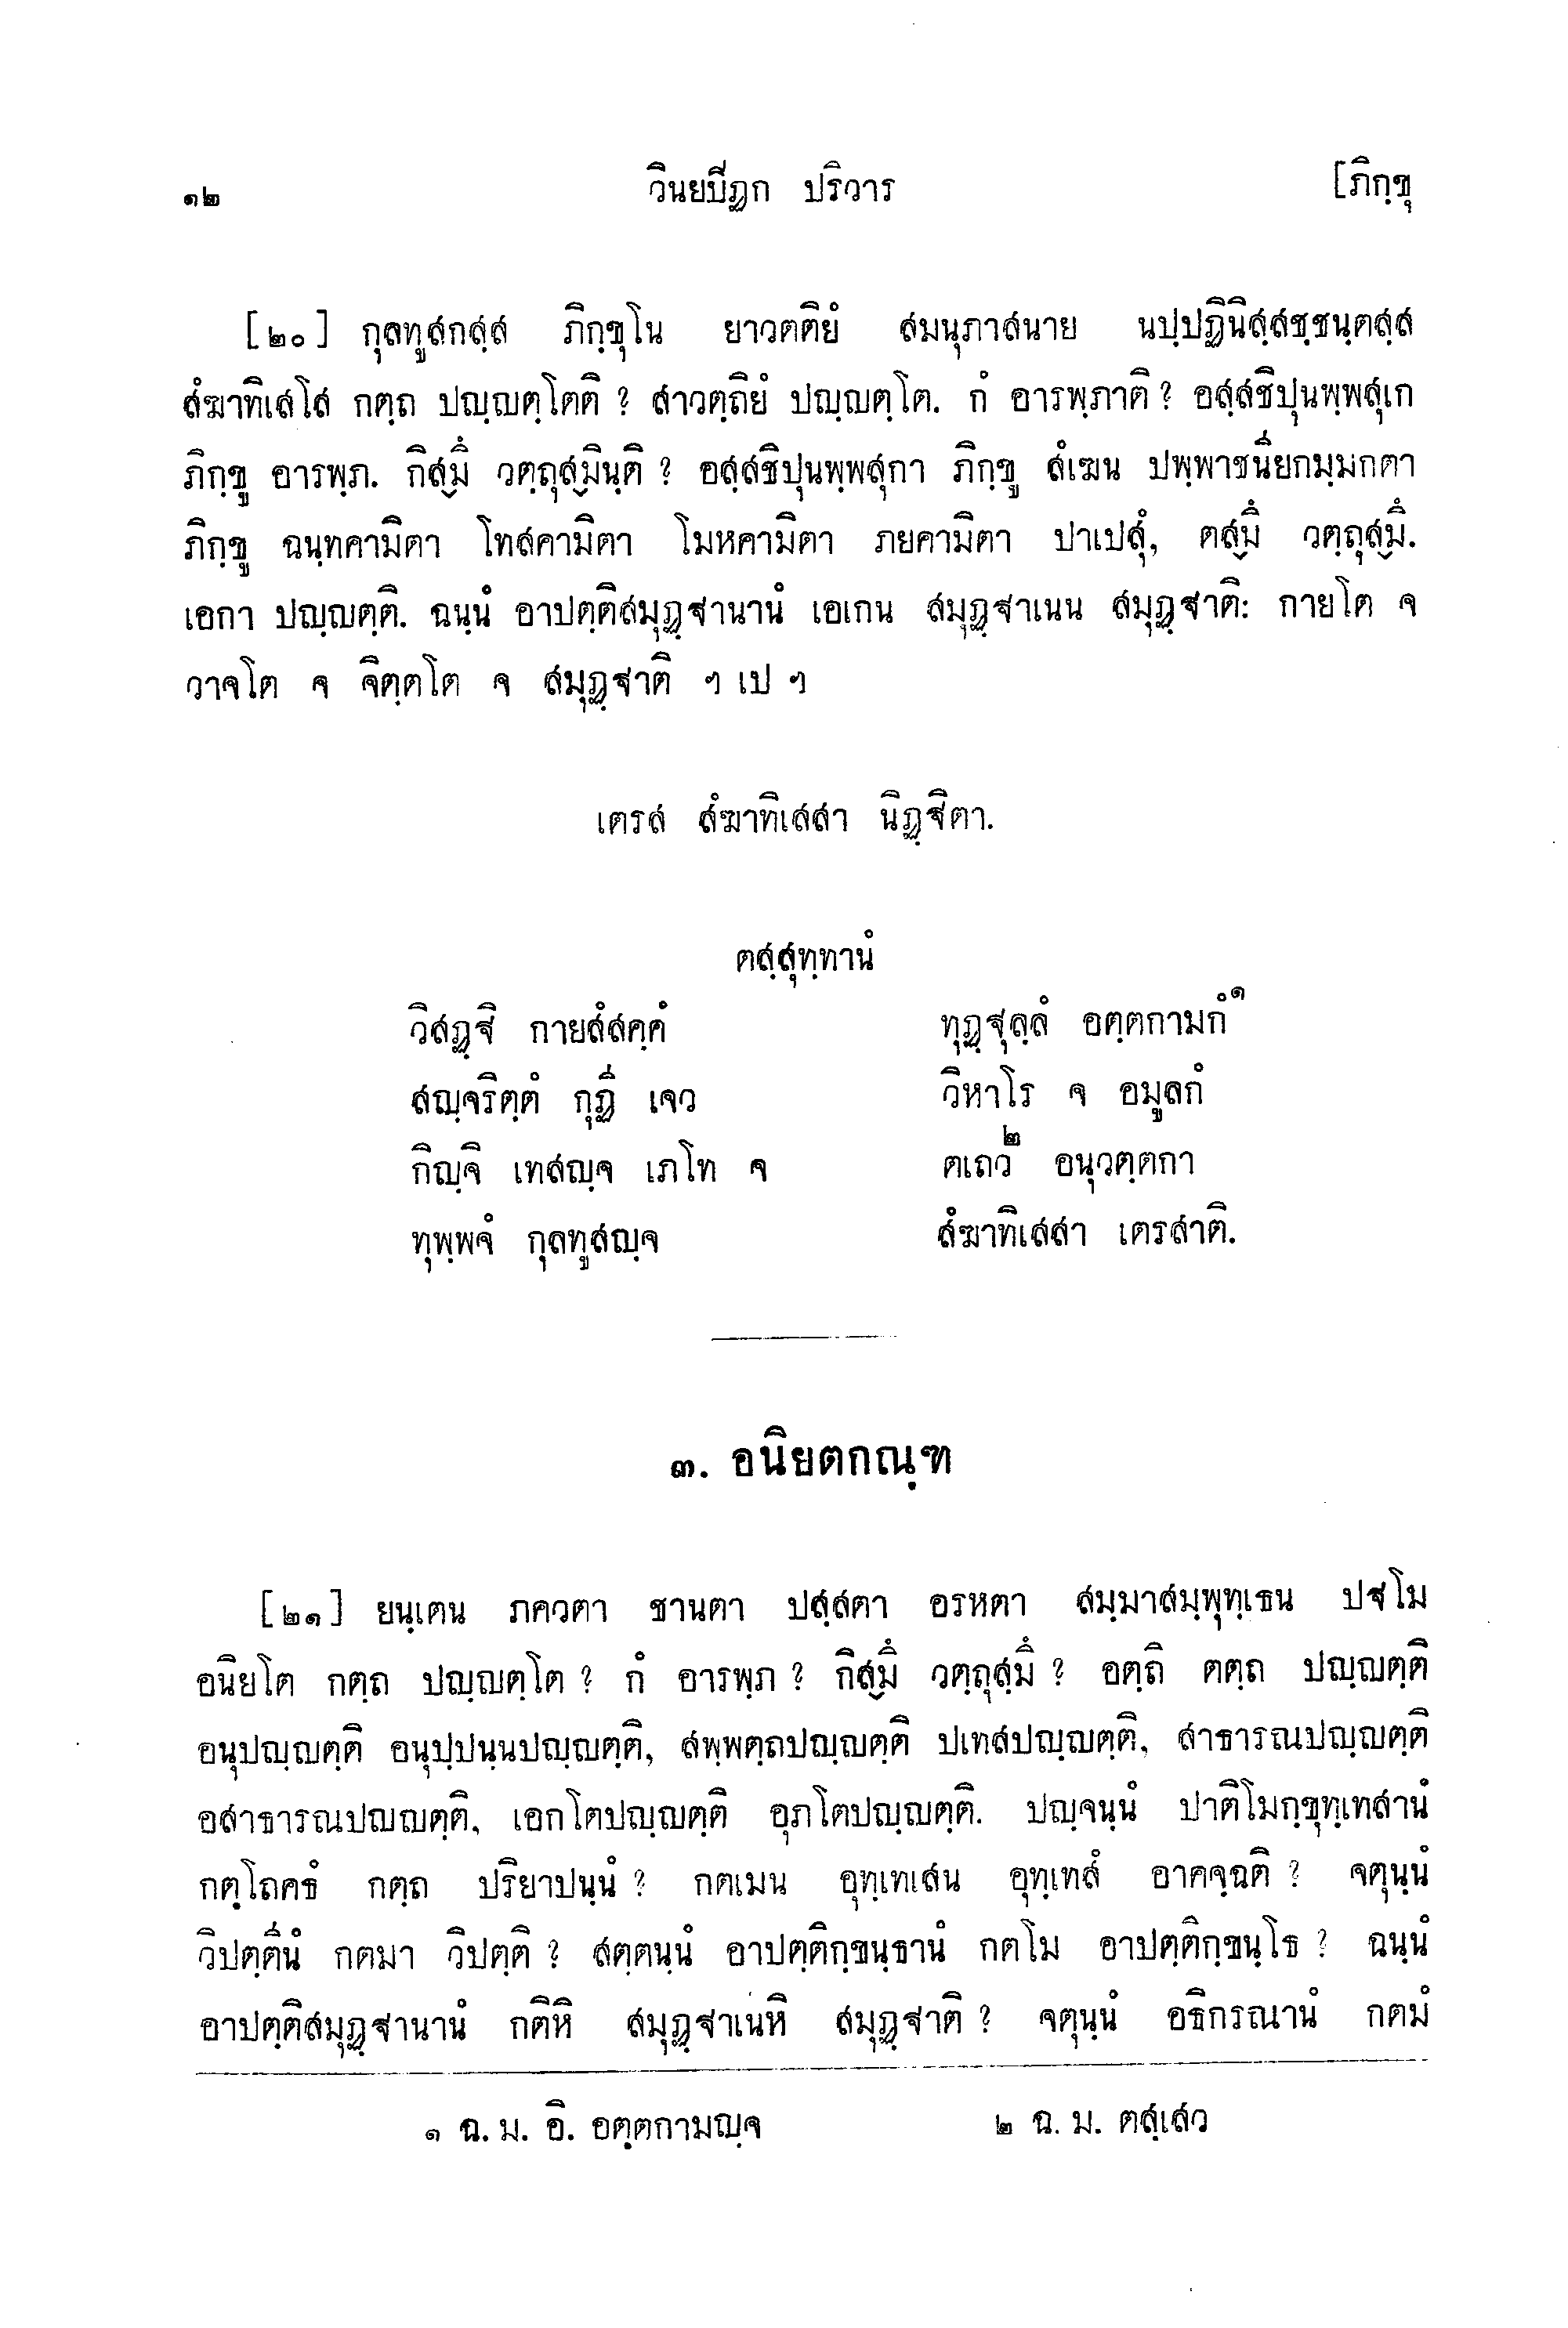 ๑๒ วินยปีฏก ปริวาร [ภิกฺขุ
[๒๐] กุลทูสกสฺส ภิกฺขุโน ยาวตติยํ สมนุภาสนาย นปฺปฏินิสฺสชฺชนฺตสฺส
สํฆาทิเสโส กตฺถ ปญฺญตฺโตติ ? สาวตฺถิยํ ปญฺญตฺโต. กํ อารพฺภาติ ? อสฺสชิปุนพฺพสุเก
ภิกฺขู อารพฺภ. กิสฺมึ วตฺถุสฺมินฺติ ? อสฺสชิปุนพฺพสุกา ภิกฺขู สํเฆน ปพฺพาชนียกมฺมกตา
ภิกฺขู ฉนฺทคามิตา โทสคามิตา โมหคามิตา ภยคามิตา ปาเปสุํ, ตสฺมึ วตฺถุสฺมึ.
เอกา ปญฺญตฺติ. ฉนฺนํ อาปตฺติสมุฏฺฐานานํ เอเกน สมุฏฺฐาเนน สมุฏฺฐาติ: กายโต จ
วาจโต จ จิตฺตโต จ สมุฏฺฐาติ ฯ เป ฯ
เตรส สํฆาทิเสสา นิฏฺฐิตา.
ตสฺสุทฺทานํ
วิสฏฺฐิ กายสํสคฺคํ ทุฏฺฐุลฺลํ อตฺตกามกํ๑
สญฺจริตฺตํ กุฏี เจว วิหาโร จ อมูลกํ
กิญฺจิ เทสญฺจ เภโท จ ตเถว๒ อนุวตฺตกา
ทุพฺพจํ กุลทูสญฺจ สํฆาทิเสสา เตรสาติ.
๓. อนิยตกณฺฑ
[๒๑] ยนฺเตน ภควตา ชานตา ปสฺสตา อรหตา สมฺมาสมฺพุทฺเธน ปฐโม
อนิยโต กตฺถ ปญฺญตฺโต ? กํ อารพฺภ ? กิสฺมึ วตฺถุสฺมึ ? อตฺถิ ตตฺถ ปญฺญตฺติ
อนุปญฺญตฺติ อนุปฺปนฺนปญฺญตฺติ, สพฺพตฺถปญฺญตฺติ ปเทสปญฺญตฺติ, สาธารณปญฺญตฺติ
อสาธารณปญฺญตฺติ, เอกโตปญฺญตฺติ อุภโตปญฺญตฺติ. ปญฺจนฺนํ ปาติโมกฺขุทฺเทสานํ
กตฺโถคธํ กตฺถ ปริยาปนฺนํ ? กตเมน อุทฺเทเสน อุทฺเทสํ อาคจฺฉติ ? จตุนฺนํ
วิปตฺตีนํ กตมา วิปตฺติ ? สตฺตนฺนํ อาปตฺติกฺขนฺธานํ กตโม อาปตฺติกฺขนฺโธ ? ฉนฺนํ
อาปตฺติสมุฏฺฐานานํ กติหิ สมุฏฺฐาเนหิ สมุฏฺฐาติ ? จตุนฺนํ อธิกรณานํ กตมํ
๑ ฉ. ม. อิ. อตฺตกามญฺจ ๒ ฉ. ม. ตสฺเสว